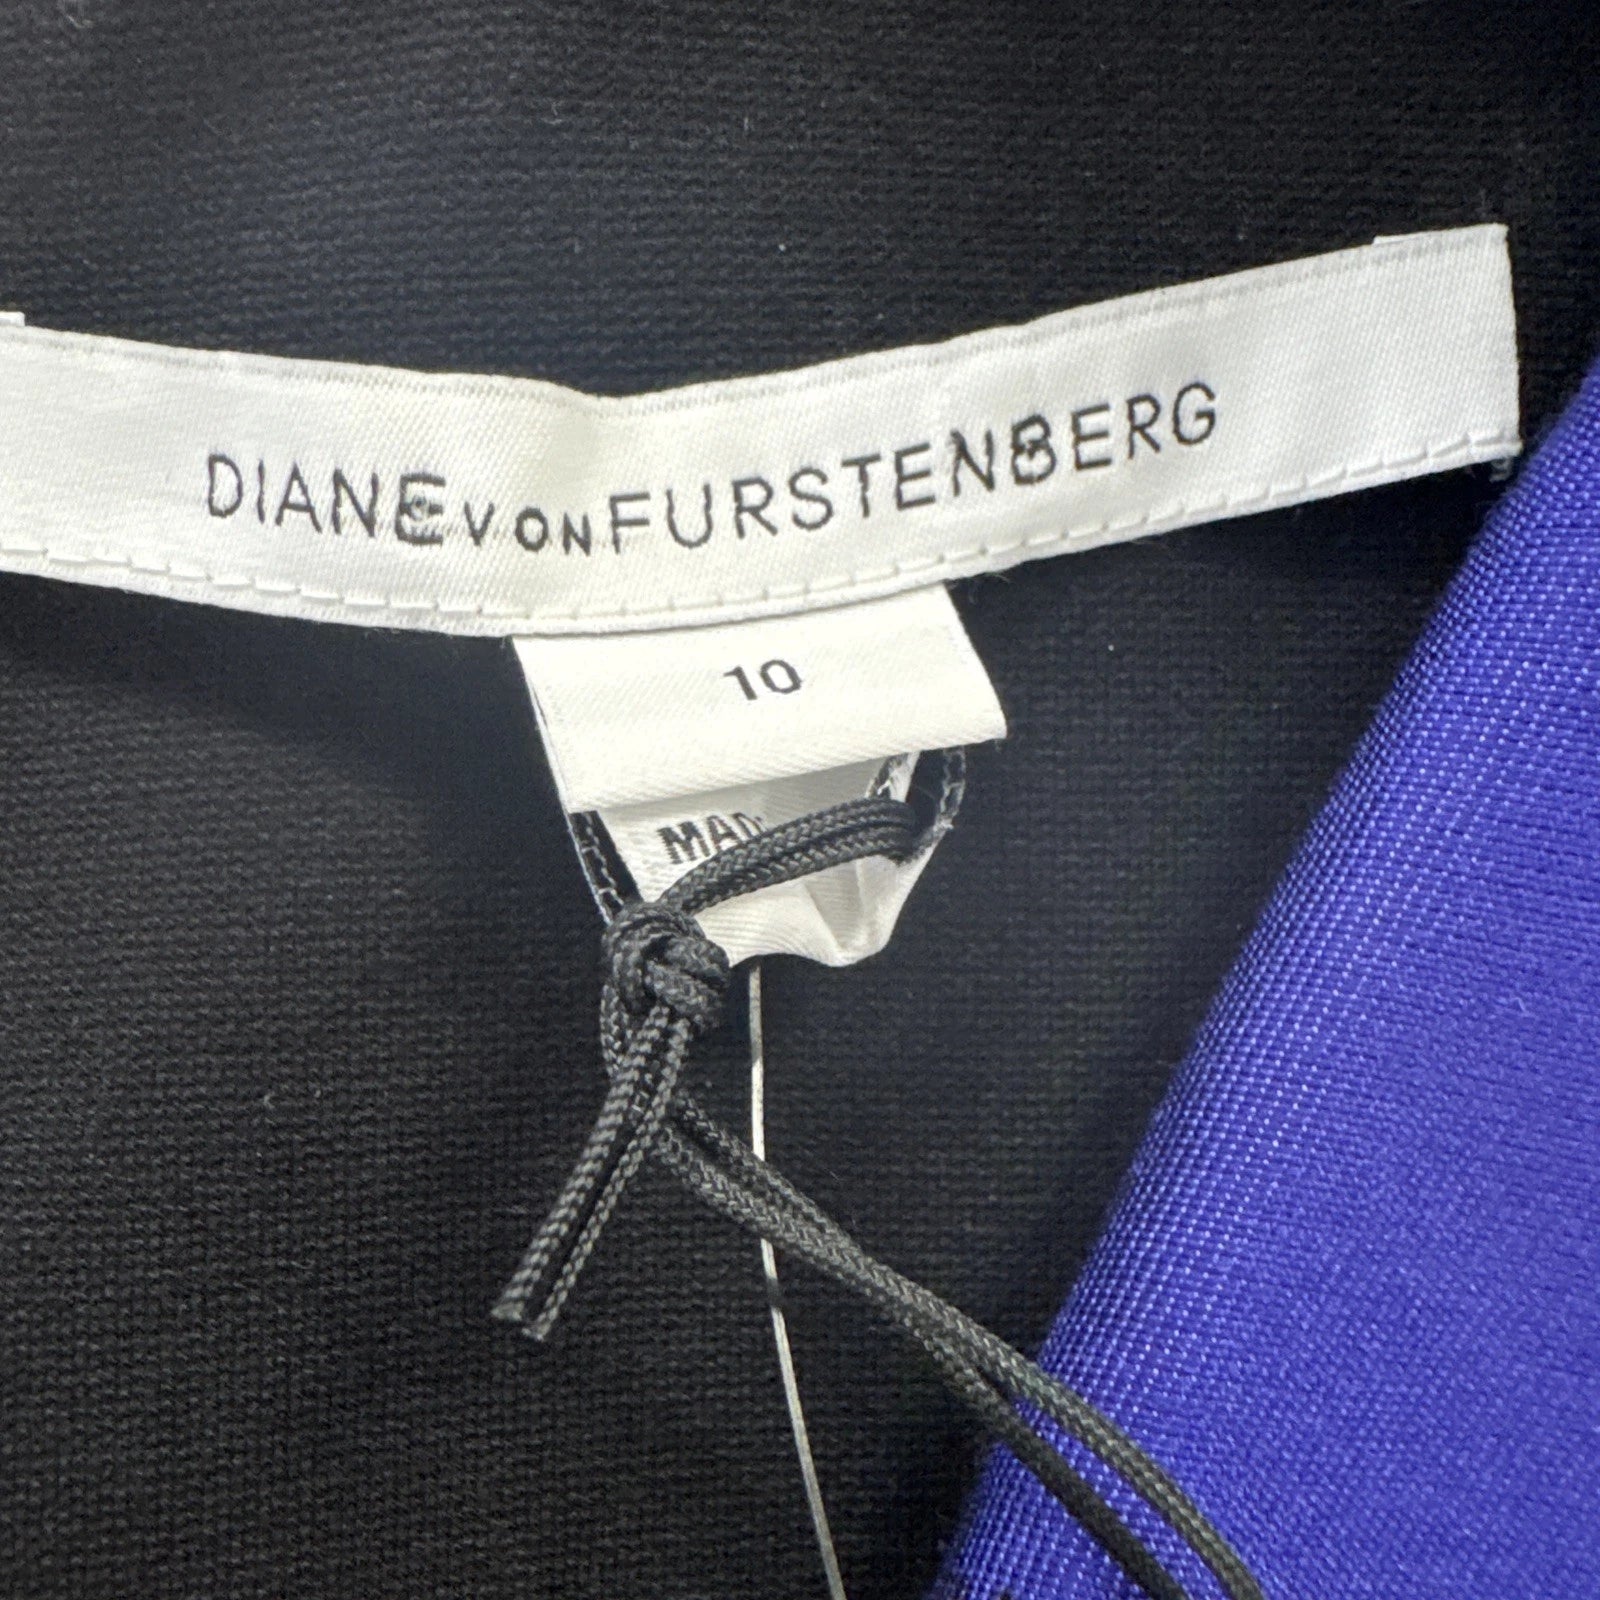 DIANE VON FURSTENBERG
10